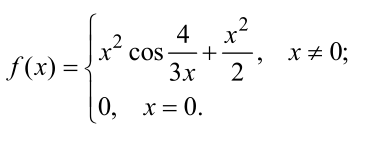 f(x) = { x² cos 4/3x + x²/2, x ≠ 0;
0, x = 0.